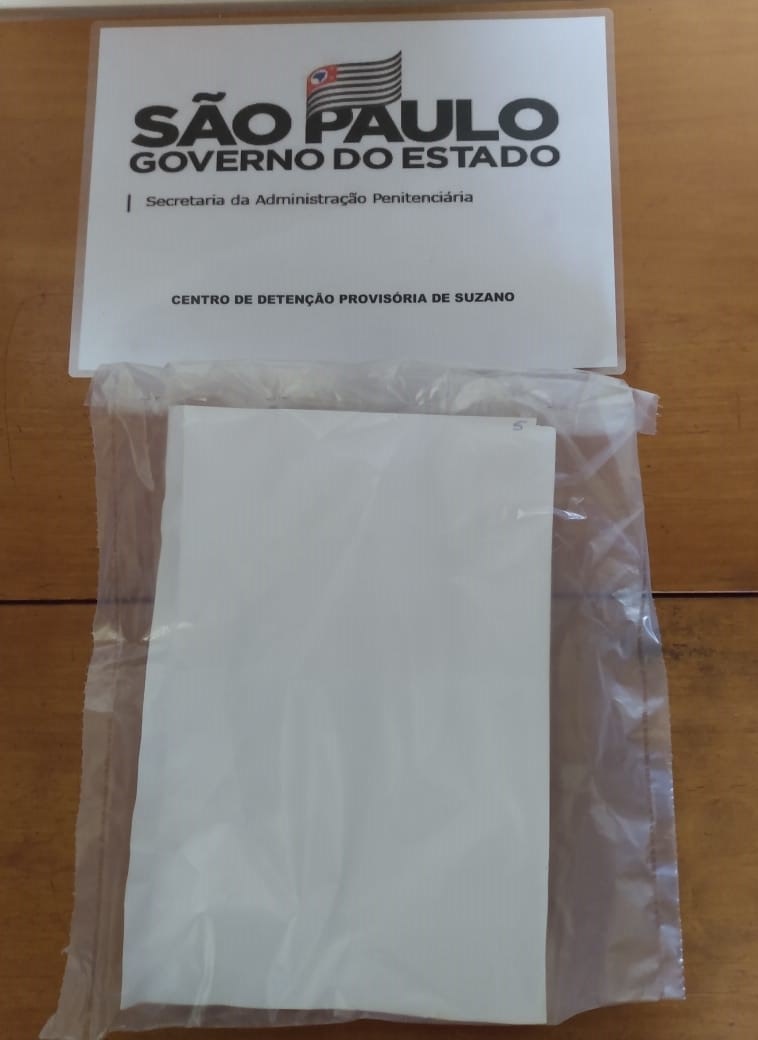 SÃO PAULO
GOVERNO DO ESTADO
Secretaria da Administração Penitenciária
CENTRO DE DETENÇÃO PROVISÓRIA DE SUZANO
5